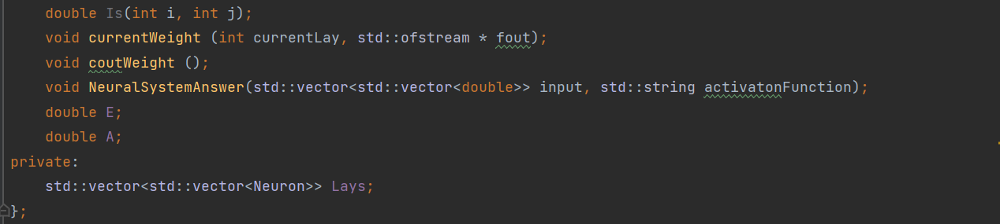 double Is(int i, int j);
void currentWeight (int currentLay, std::ofstream * fout);
void coutWeight ();
void NeuralSystemAnswer(std::vector<std::vector<double>> input, std::string activatonFunction);
double E;
double A;
private:
std::vector<std::vector<Neuron>> Lays;
};